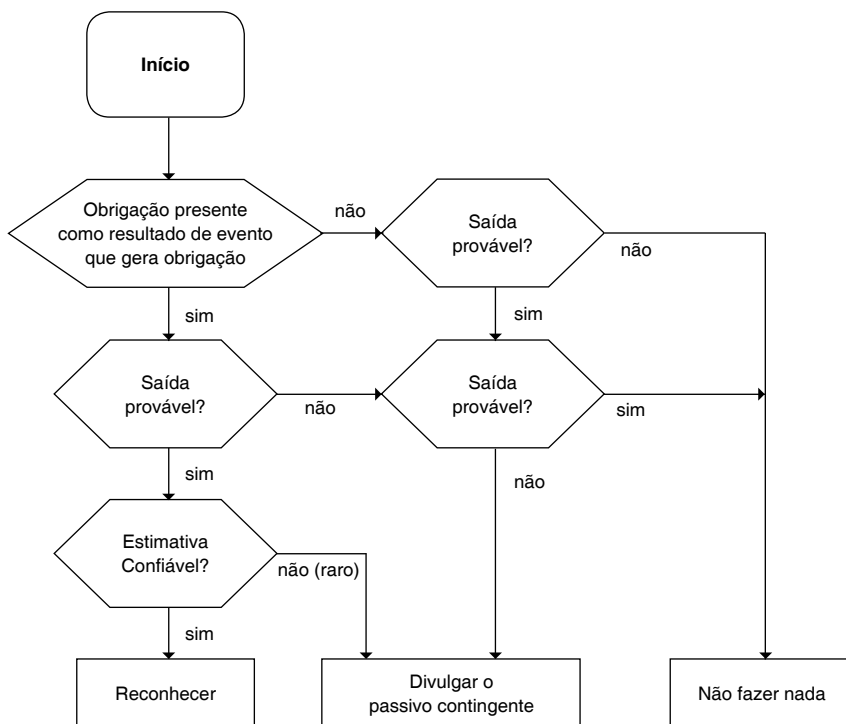 Início
Obrigação presente
como resultado de evento
que gera obrigação
não
Saída
provável?
não
sim
sim
Saída
provável?
não
Saída
provável?
sim
sim
não
Estimativa
Confiável?
não (raro)
sim
Reconhecer
Divulgar o
passivo contingente
Não fazer nada